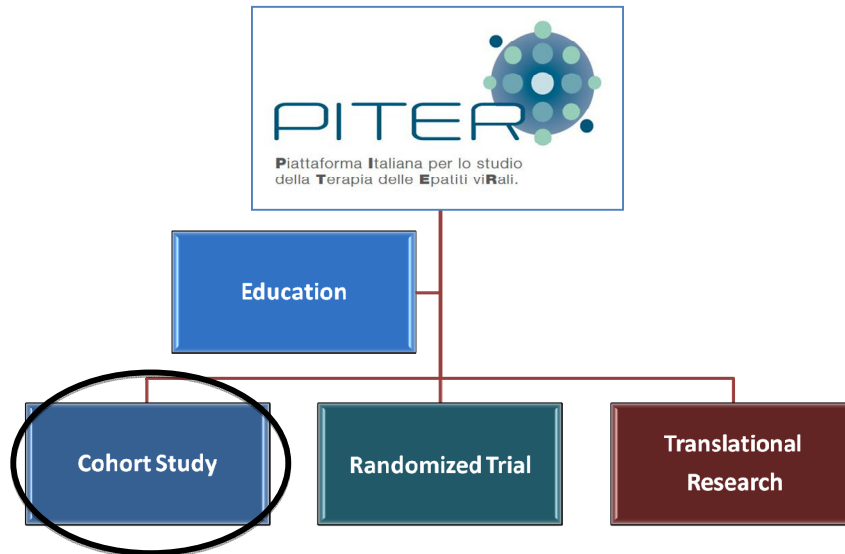 PITER
Piattaforma Italiana per lo studio
della Terapia delle Epatiti viRali.
Education
Cohort Study
Randomized Trial
Translational
Research